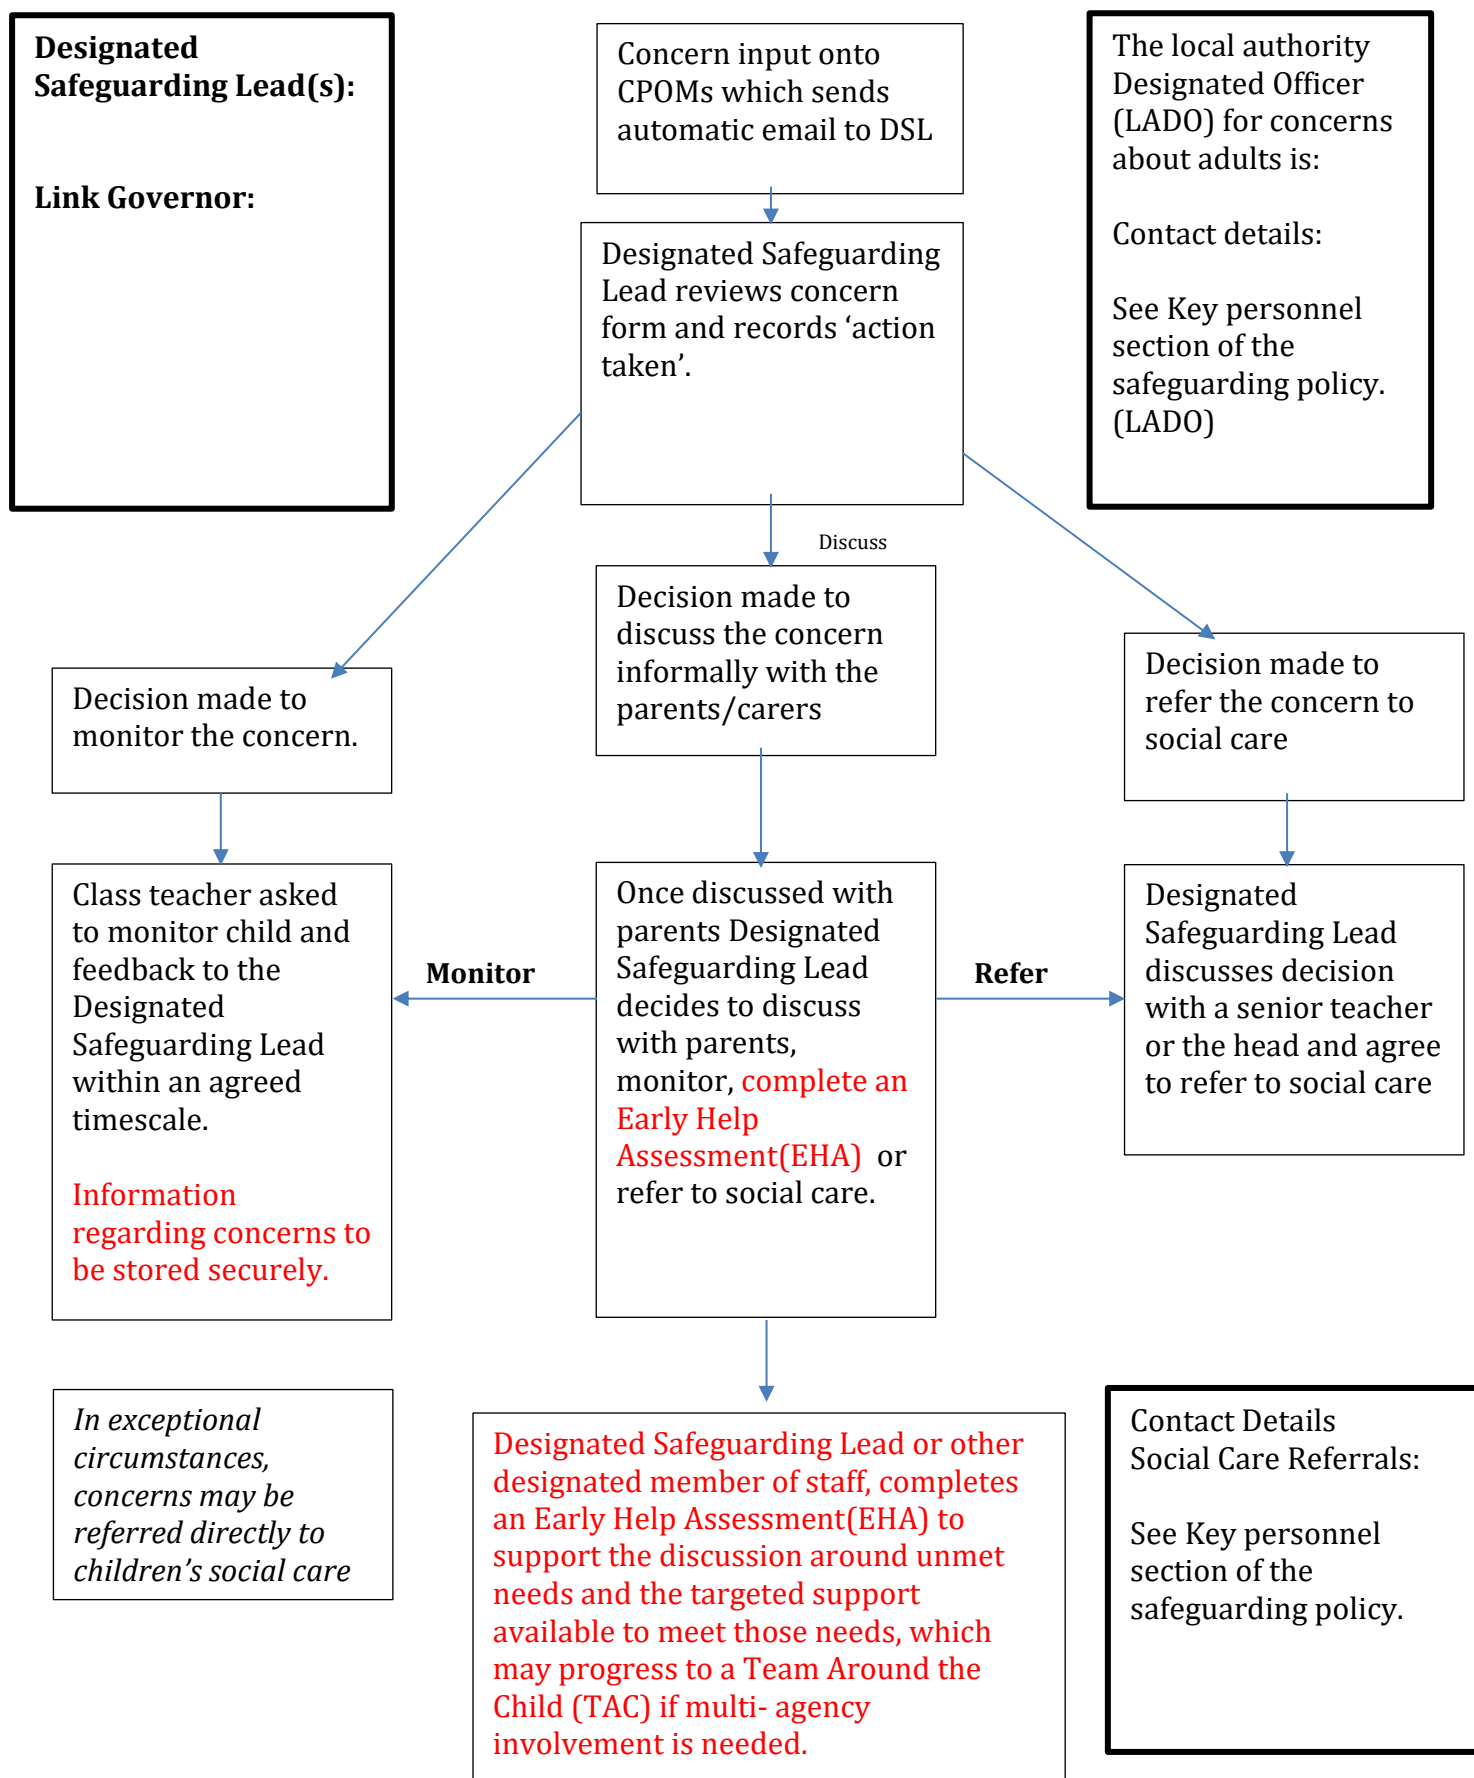 Designated
Safeguarding Lead(s):
Link Governor:
Concern input onto
CPOMs which sends
automatic email to DSL
The local authority
Designated Officer
(LADO) for concerns
about adults is:
Contact details:
See Key personnel
section of the
safeguarding policy.
(LADO)
Designated Safeguarding
Lead reviews concern
form and records ‘action
taken’.
Discuss
Decision made to
monitor the concern.
Decision made to
discuss the concern
informally with the
parents/carers
Decision made to
refer the concern to
social care
Class teacher asked
to monitor child and
feedback to the
Designated
Safeguarding Lead
within an agreed
timescale.
Information
regarding concerns to
be stored securely.
Monitor
Once discussed with
parents Designated
Safeguarding Lead
decides to discuss
with parents,
monitor, complete an
Early Help
Assessment(EHA)  or
refer to social care.
Refer
Designated
Safeguarding Lead
discusses decision
with a senior teacher
or the head and agree
to refer to social care
In exceptional
circumstances,
concerns may be
referred directly to
children’s social care
Designated Safeguarding Lead or other
designated member of staff, completes
an Early Help Assessment(EHA) to
support the discussion around unmet
needs and the targeted support
available to meet those needs, which
may progress to a Team Around the
Child (TAC) if multi- agency
involvement is needed.
Contact Details
Social Care Referrals:
See Key personnel
section of the
safeguarding policy.